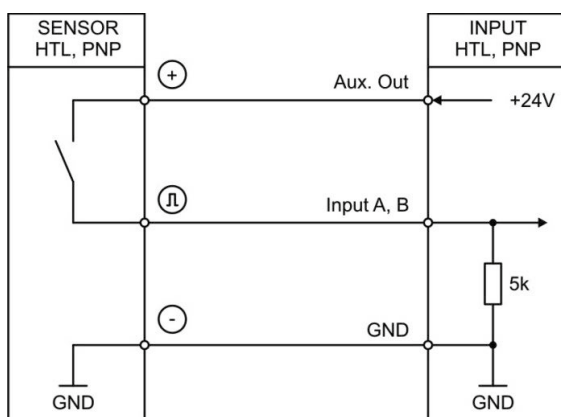 SENSOR
HTL, PNP
INPUT
HTL, PNP
+
Aux. Out
+24V
Input A, B
5k
-
GND
GND
GND